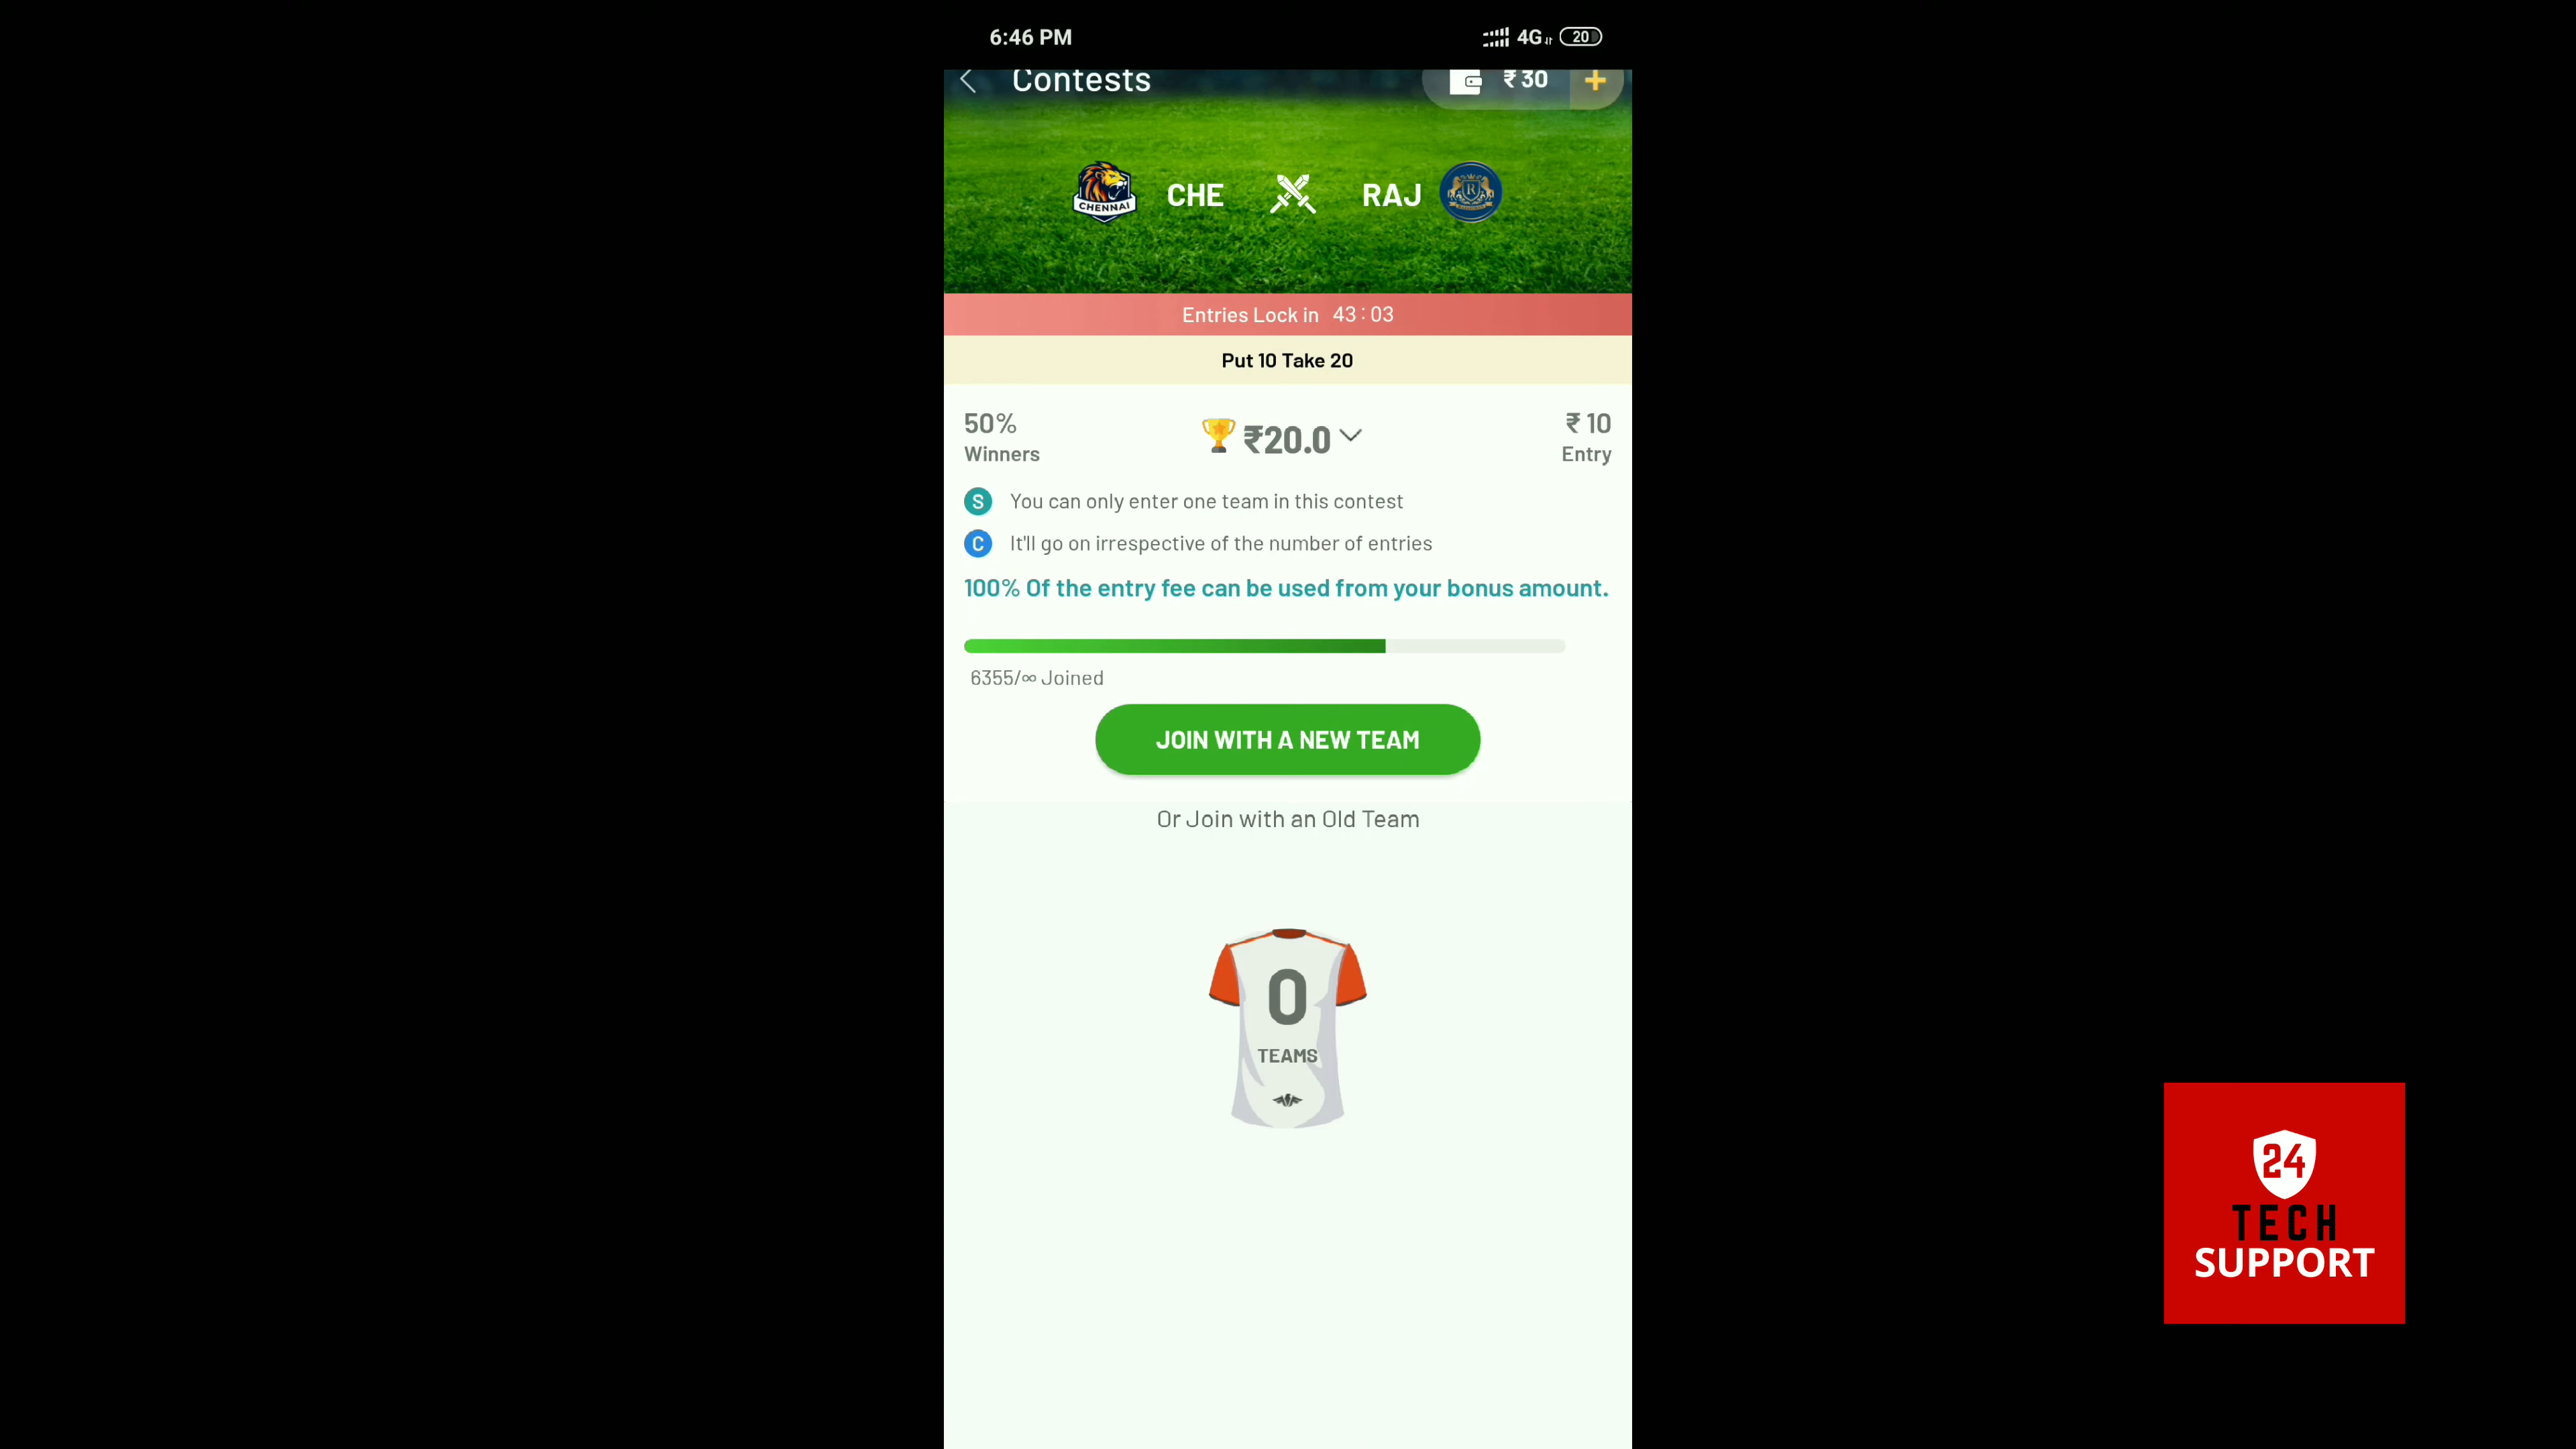 6:46 PM 4G 20
Contests ₹ 30 +
CHENNAI CHE RAJ R
Entries Lock in 43 : 03
Put 10 Take 20
50% ₹20.0 ₹ 10
Winners Entry
S You can only enter one team in this contest
C It'll go on irrespective of the number of entries
100% Of the entry fee can be used from your bonus amount.
6355/∞ Joined
JOIN WITH A NEW TEAM
Or Join with an Old Team
0
TEAMS
24
TECH
SUPPORT